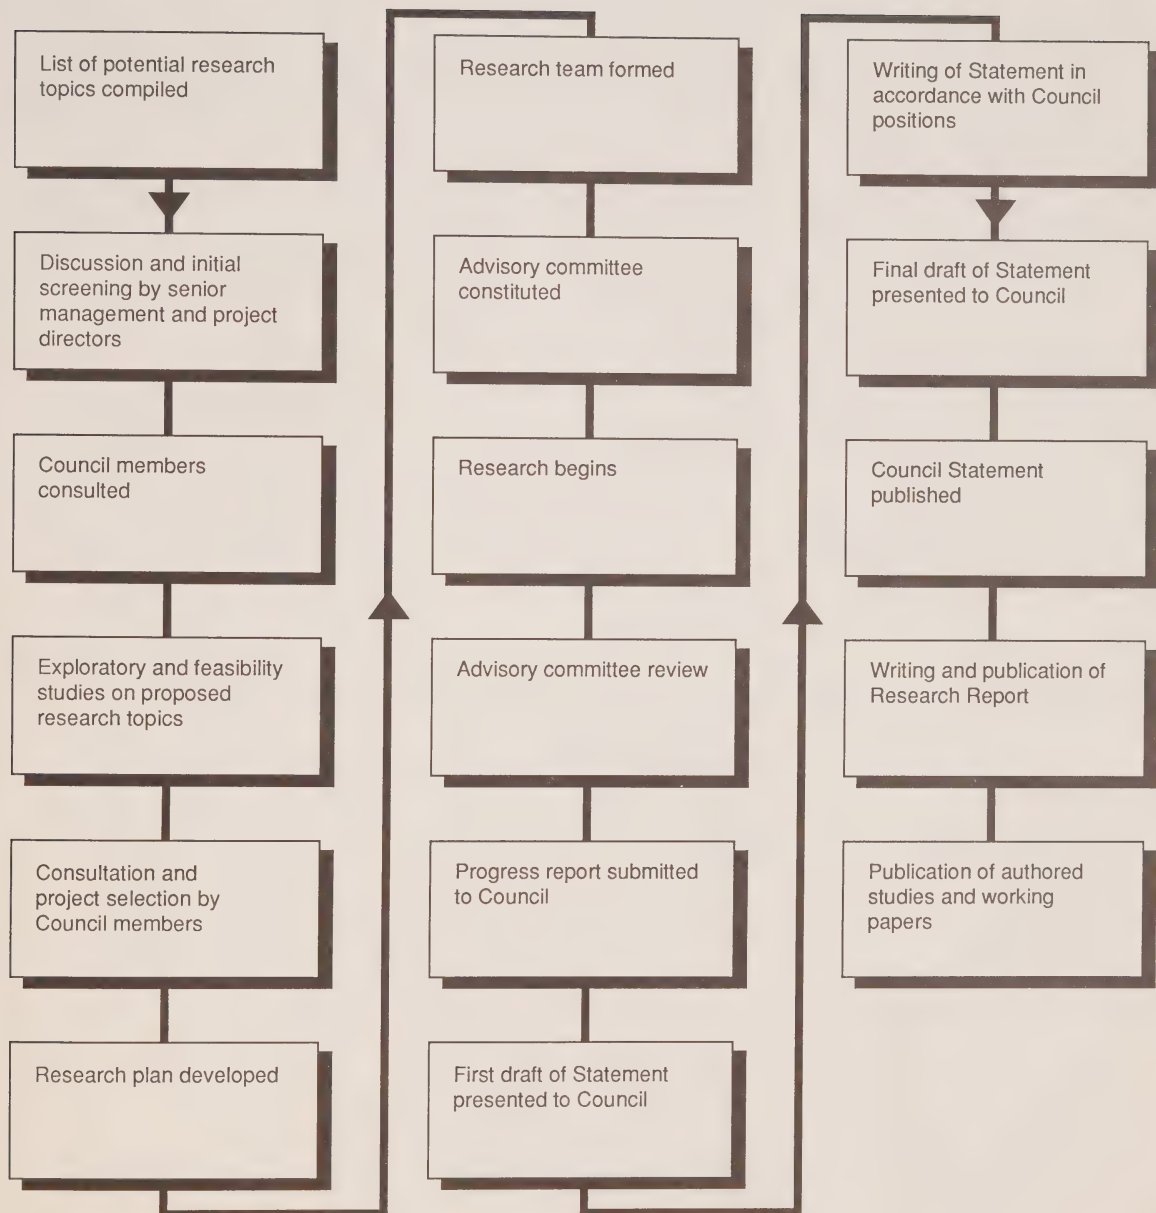 List of potential research
topics compiled
Discussion and initial
screening by senior
management and project
directors
Council members
consulted
Exploratory and feasibility
studies on proposed
research topics
Consultation and
project selection by
Council members
Research plan developed
Research team formed
Advisory committee
constituted
Research begins
Advisory committee review
Progress report submitted
to Council
First draft of Statement
presented to Council
Writing of Statement in
accordance with Council
positions
Final draft of Statement
presented to Council
Council Statement
published
Writing and publication of
Research Report
Publication of authored
studies and working
papers